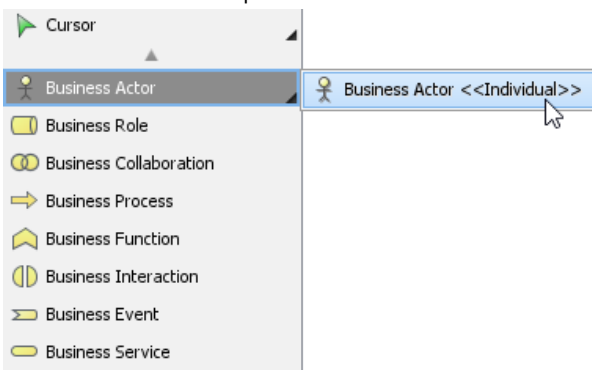 Cursor
Business Actor
Business Actor <<Individual>>
Business Role
Business Collaboration
Business Process
Business Function
Business Interaction
Business Event
Business Service